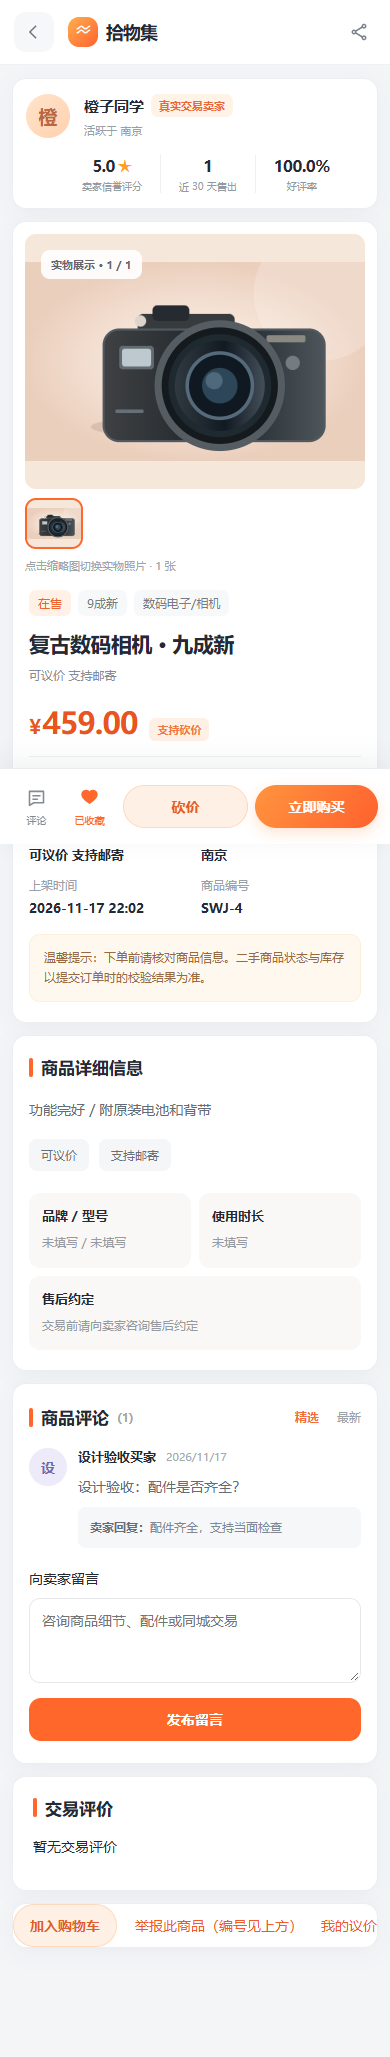 拾物集
橙
橙子同学 真实交易卖家
活跃于 南京
5.0★ 1 100.0%
卖家信誉评分 近 30 天售出 好评率
实物展示 • 1 / 1
点击缩略图切换实物照片 · 1 张
在售 9成新 数码电子/相机
复古数码相机 • 九成新
可议价 支持邮寄
¥459.00 支持砍价
评论 已收藏 砍价 立即购买
可议价 支持邮寄 南京
上架时间 商品编号
2026-11-17 22:02 SWJ-4
温馨提示：下单前请核对商品信息。二手商品状态与库存
以提交订单时的校验结果为准。
商品详细信息
功能完好 / 附原装电池和背带
可议价 支持邮寄
品牌 / 型号 使用时长
未填写 / 未填写 未填写
售后约定
交易前请向卖家咨询售后约定
商品评论 (1) 精选 最新
设 设计验收买家 2026/11/17
设计验收：配件是否齐全？
卖家回复：配件齐全，支持当面检查
向卖家留言
咨询商品细节、配件或同城交易
发布留言
交易评价
暂无交易评价
加入购物车 举报此商品（编号见上方） 我的议价